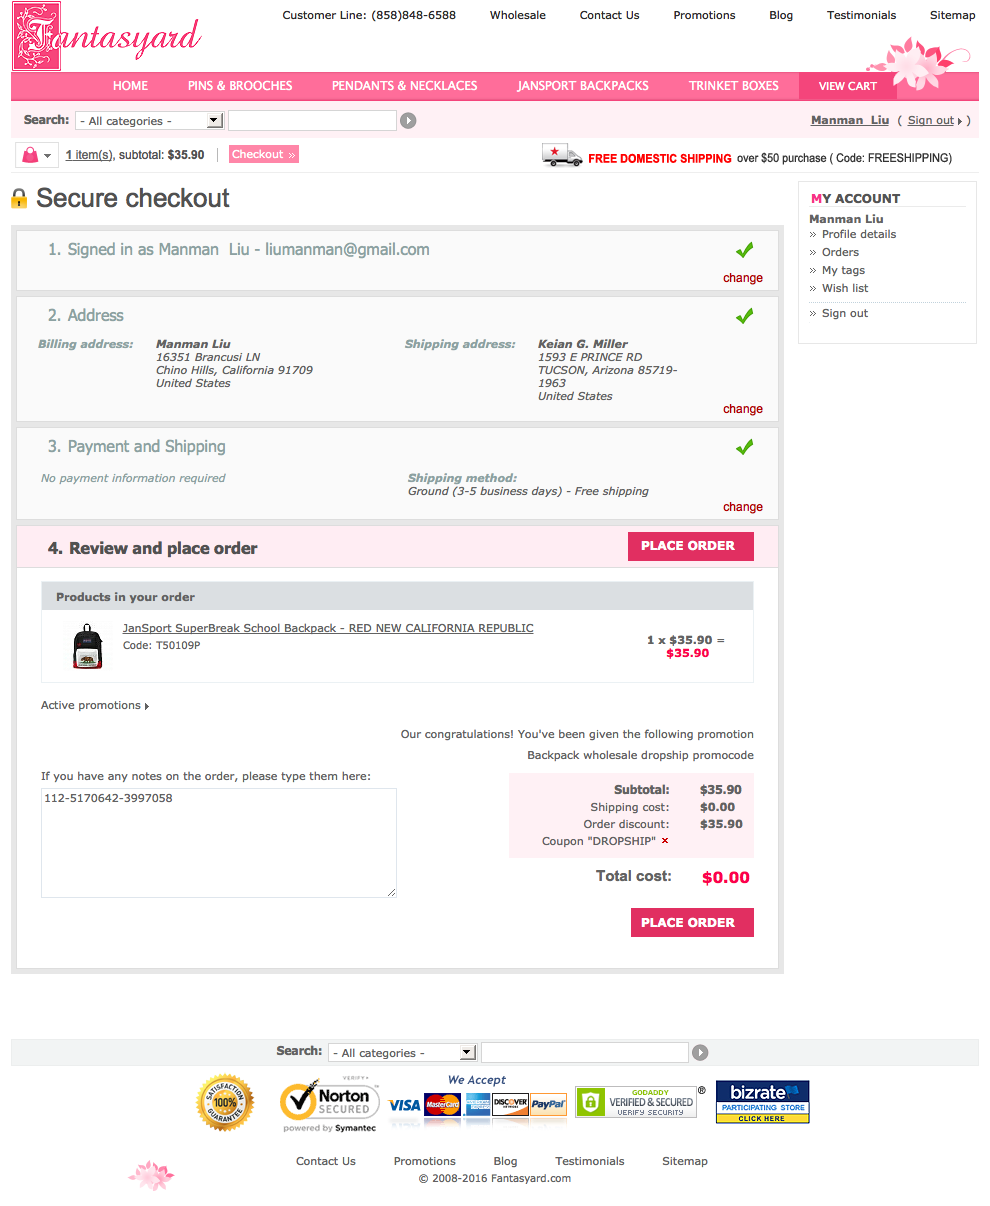 Fantasyard
Customer Line: (858)848-6588 Wholesale Contact Us Promotions Blog Testimonials Sitemap
HOME PINS & BROOCHES PENDANTS & NECKLACES JANSPORT BACKPACKS TRINKET BOXES VIEW CART
Search: - All categories - Manman Liu ( Sign out )
1 item(s), subtotal: $35.90 | Checkout » FREE DOMESTIC SHIPPING over $50 purchase ( Code: FREESHIPPING)
Secure checkout
1. Signed in as Manman Liu - liumanman@gmail.com
change
2. Address
Billing address: Manman Liu
16351 Brancusi LN
Chino Hills, California 91709
United States
Shipping address: Keian G. Miller
1593 E PRINCE RD
TUCSON, Arizona 85719-
1963
United States
change
3. Payment and Shipping
No payment information required
Shipping method:
Ground (3-5 business days) - Free shipping
change
4. Review and place order PLACE ORDER
Products in your order
JanSport SuperBreak School Backpack - RED NEW CALIFORNIA REPUBLIC
Code: T50109P
1 x $35.90 =
$35.90
Active promotions
Our congratulations! You've been given the following promotion
Backpack wholesale dropship promocode
If you have any notes on the order, please type them here:
112-5170642-3997058
Subtotal: $35.90
Shipping cost: $0.00
Order discount: $35.90
Coupon "DROPSHIP" ×
Total cost: $0.00
PLACE ORDER
MY ACCOUNT
Manman Liu
» Profile details
» Orders
» My tags
» Wish list
» Sign out
Search: - All categories -
SATISFACTION
100%
GUARANTEE
VERIFY
Norton
SECURED
powered by Symantec
We Accept
VISA MasterCard DISCOVER PayPal
GODADDY
VERIFIED & SECURED
VERIFY SECURITY
bizrate
PARTICIPATING STORE
CLICK HERE
Contact Us Promotions Blog Testimonials Sitemap
© 2008-2016 Fantasyard.com